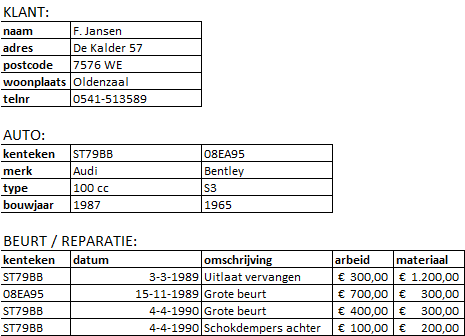 KLANT:
naam F. Jansen
adres De Kalder 57
postcode 7576 WE
woonplaats Oldenzaal
telnr 0541-513589
AUTO:
kenteken ST79BB 08EA95
merk Audi Bentley
type 100 cc S3
bouwjaar 1987 1965
BEURT / REPARATIE:
kenteken datum omschrijving arbeid materiaal
ST79BB 3-3-1989 Uitlaat vervangen € 300,00 € 1.200,00
08EA95 15-11-1989 Grote beurt € 700,00 € 300,00
ST79BB 4-4-1990 Grote beurt € 400,00 € 300,00
ST79BB 4-4-1990 Schokdempers achter € 100,00 € 200,00